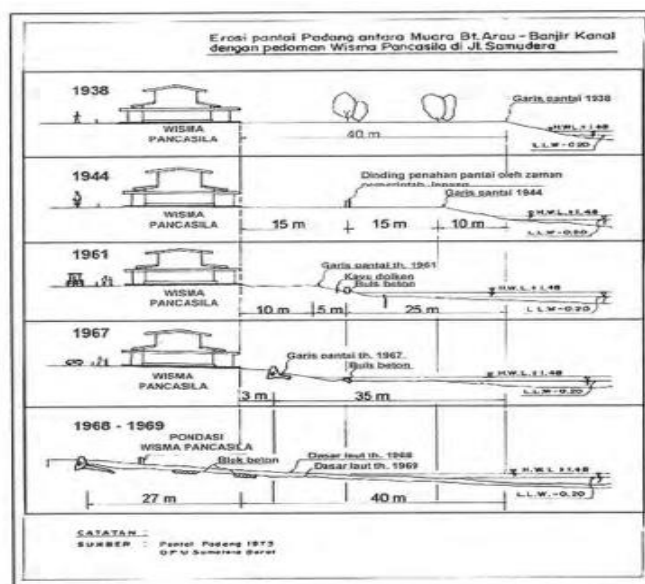 Erosi pantai Padang antara Muara Bt. Arau - Banjir Kanal
dengan pedoman Wisma Pancasila di Jl. Samudera
1938
Garis pantai 1938
WISMA
PANCASILA
40 m
H.W.L ± 1.48
L.L.W - 0.20
1944
Dinding penahan pantai oleh zaman
pemerintah Jepang
Garis pantai 1944
WISMA
PANCASILA
15 m
15 m
10 m
H.W.L ± 1.48
L.L.W - 0.20
1961
Garis pantai th. 1961
Kayu dolken
Buis beton
WISMA
PANCASILA
10 m
5 m
25 m
H.W.L ± 1.48
L.L.W - 0.20
1967
Garis pantai th. 1967.
Buis beton.
WISMA
PANCASILA
3 m
35 m
H.W.L ± 1.48
L.L.W - 0.20
1968 - 1969
PONDASI
WISMA PANCASILA
Blok beton
Dasar laut th. 1968
Dasar laut th. 1969
27 m
40 m
H.W.L ± 1.48
L.L.W. - 0.20
CATATAN :
SUMBER : Pantai Padang 1973
DPU Sumatera Barat